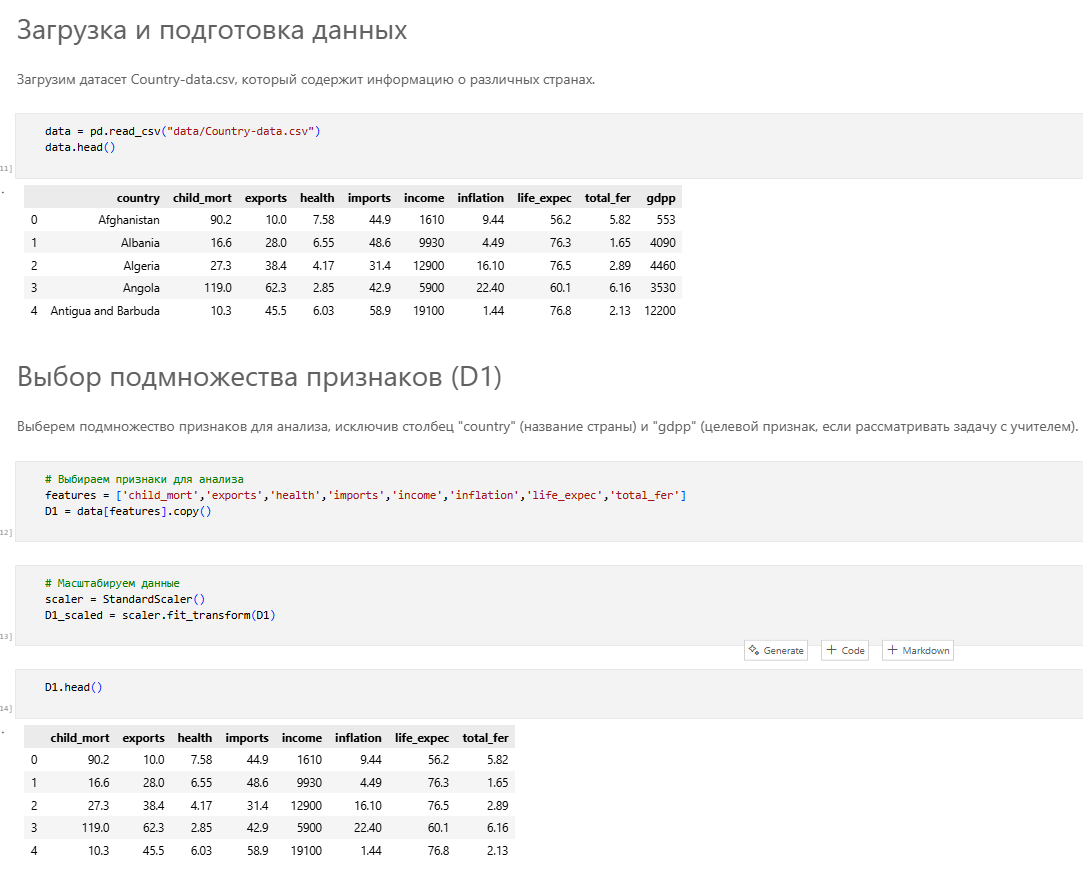 Загрузка и подготовка данных
Загрузим датасет Country-data.csv, который содержит информацию о различных странах.
data = pd.read_csv("data/Country-data.csv")
data.head()
11]
country child_mort exports health imports income inflation life_expec total_fer gdpp
0 Afghanistan 90.2 10.0 7.58 44.9 1610 9.44 56.2 5.82 553
1 Albania 16.6 28.0 6.55 48.6 9930 4.49 76.3 1.65 4090
2 Algeria 27.3 38.4 4.17 31.4 12900 16.10 76.5 2.89 4460
3 Angola 119.0 62.3 2.85 42.9 5900 22.40 60.1 6.16 3530
4 Antigua and Barbuda 10.3 45.5 6.03 58.9 19100 1.44 76.8 2.13 12200
Выбор подмножества признаков (D1)
Выберем подмножество признаков для анализа, исключив столбец "country" (название страны) и "gdpp" (целевой признак, если рассматривать задачу с учителем).
# Выбираем признаки для анализа
features = ['child_mort','exports','health','imports','income','inflation','life_expec','total_fer']
D1 = data[features].copy()
12]
# Масштабируем данные
scaler = StandardScaler()
D1_scaled = scaler.fit_transform(D1)
13]
Generate + Code + Markdown
D1.head()
14]
child_mort exports health imports income inflation life_expec total_fer
0 90.2 10.0 7.58 44.9 1610 9.44 56.2 5.82
1 16.6 28.0 6.55 48.6 9930 4.49 76.3 1.65
2 27.3 38.4 4.17 31.4 12900 16.10 76.5 2.89
3 119.0 62.3 2.85 42.9 5900 22.40 60.1 6.16
4 10.3 45.5 6.03 58.9 19100 1.44 76.8 2.13